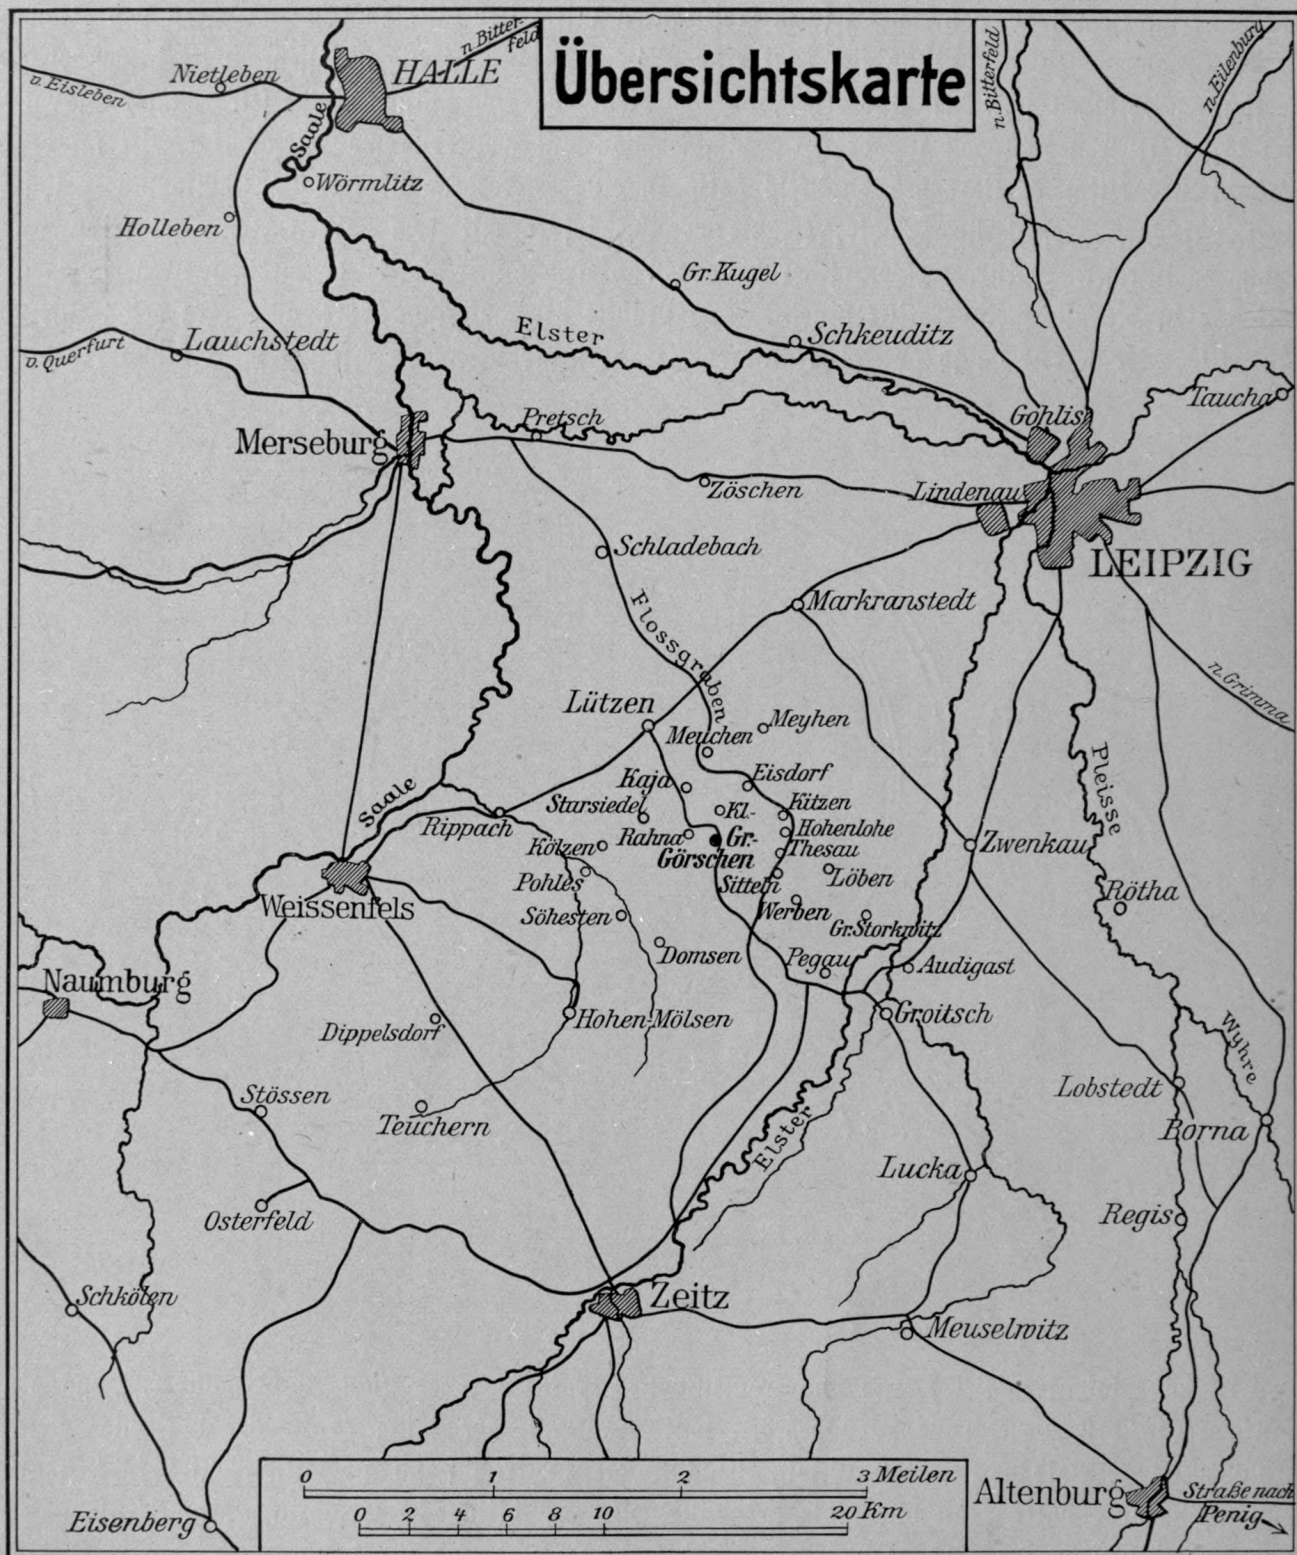 Übersichtskarte
n. Bitter-
feld
n. Bitterfeld
n. Eilenburg
v. Eisleben
Nietleben
HALLE
Saale
Wörmlitz
Holleben
Gr. Kugel
Elster
Schkeuditz
v. Querfurt
Lauchstedt
Taucha
Gohlis
Pretsch
Merseburg
Zöschen
Lindenau
Schladebach
LEIPZIG
Markranstedt
Flossgraben
n. Grimma
Lützen
Meuchen
Meyhen
Pleisse
Kaja
Eisdorf
Saale
Starsiedel
Kl.-
Kitzen
Rippach
Rahna
Gr.-
Görschen
Hohenlohe
Thesau
Zwenkau
Kölzen
Pohles
Sitteln
Löben
Rötha
Weissenfels
Söhesten
Werben
Gr. Storkwitz
Domsen
Pegau
Audigast
Naumburg
Dippelsdorf
Hohen-Mölsen
Groitsch
Wyhre
Stössen
Teuchern
Elster
Lobstedt
Borna
Lucka
Osterfeld
Regis
Schkölen
Zeitz
Meuselwitz
0 1 2 3 Meilen
0 2 4 6 8 10 20 Km
Altenburg
Straße nach
Penig
Eisenberg